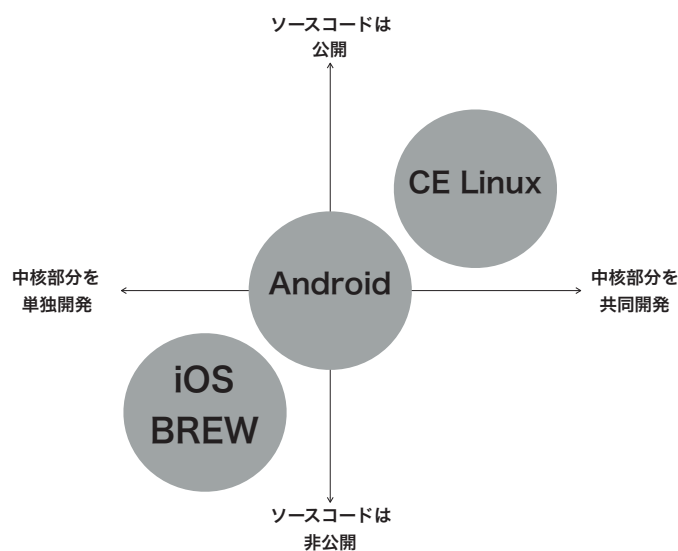 ソースコードは
公開
CE Linux
Android
中核部分を
単独開発
中核部分を
共同開発
iOS
BREW
ソースコードは
非公開